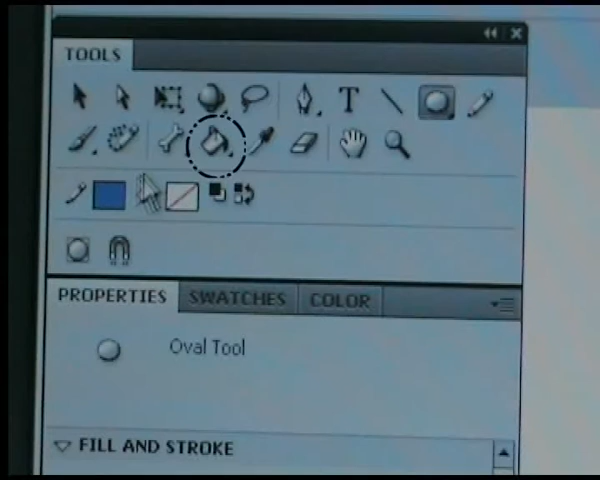 TOOLS
T
PROPERTIES SWATCHES COLOR
Oval Tool
FILL AND STROKE